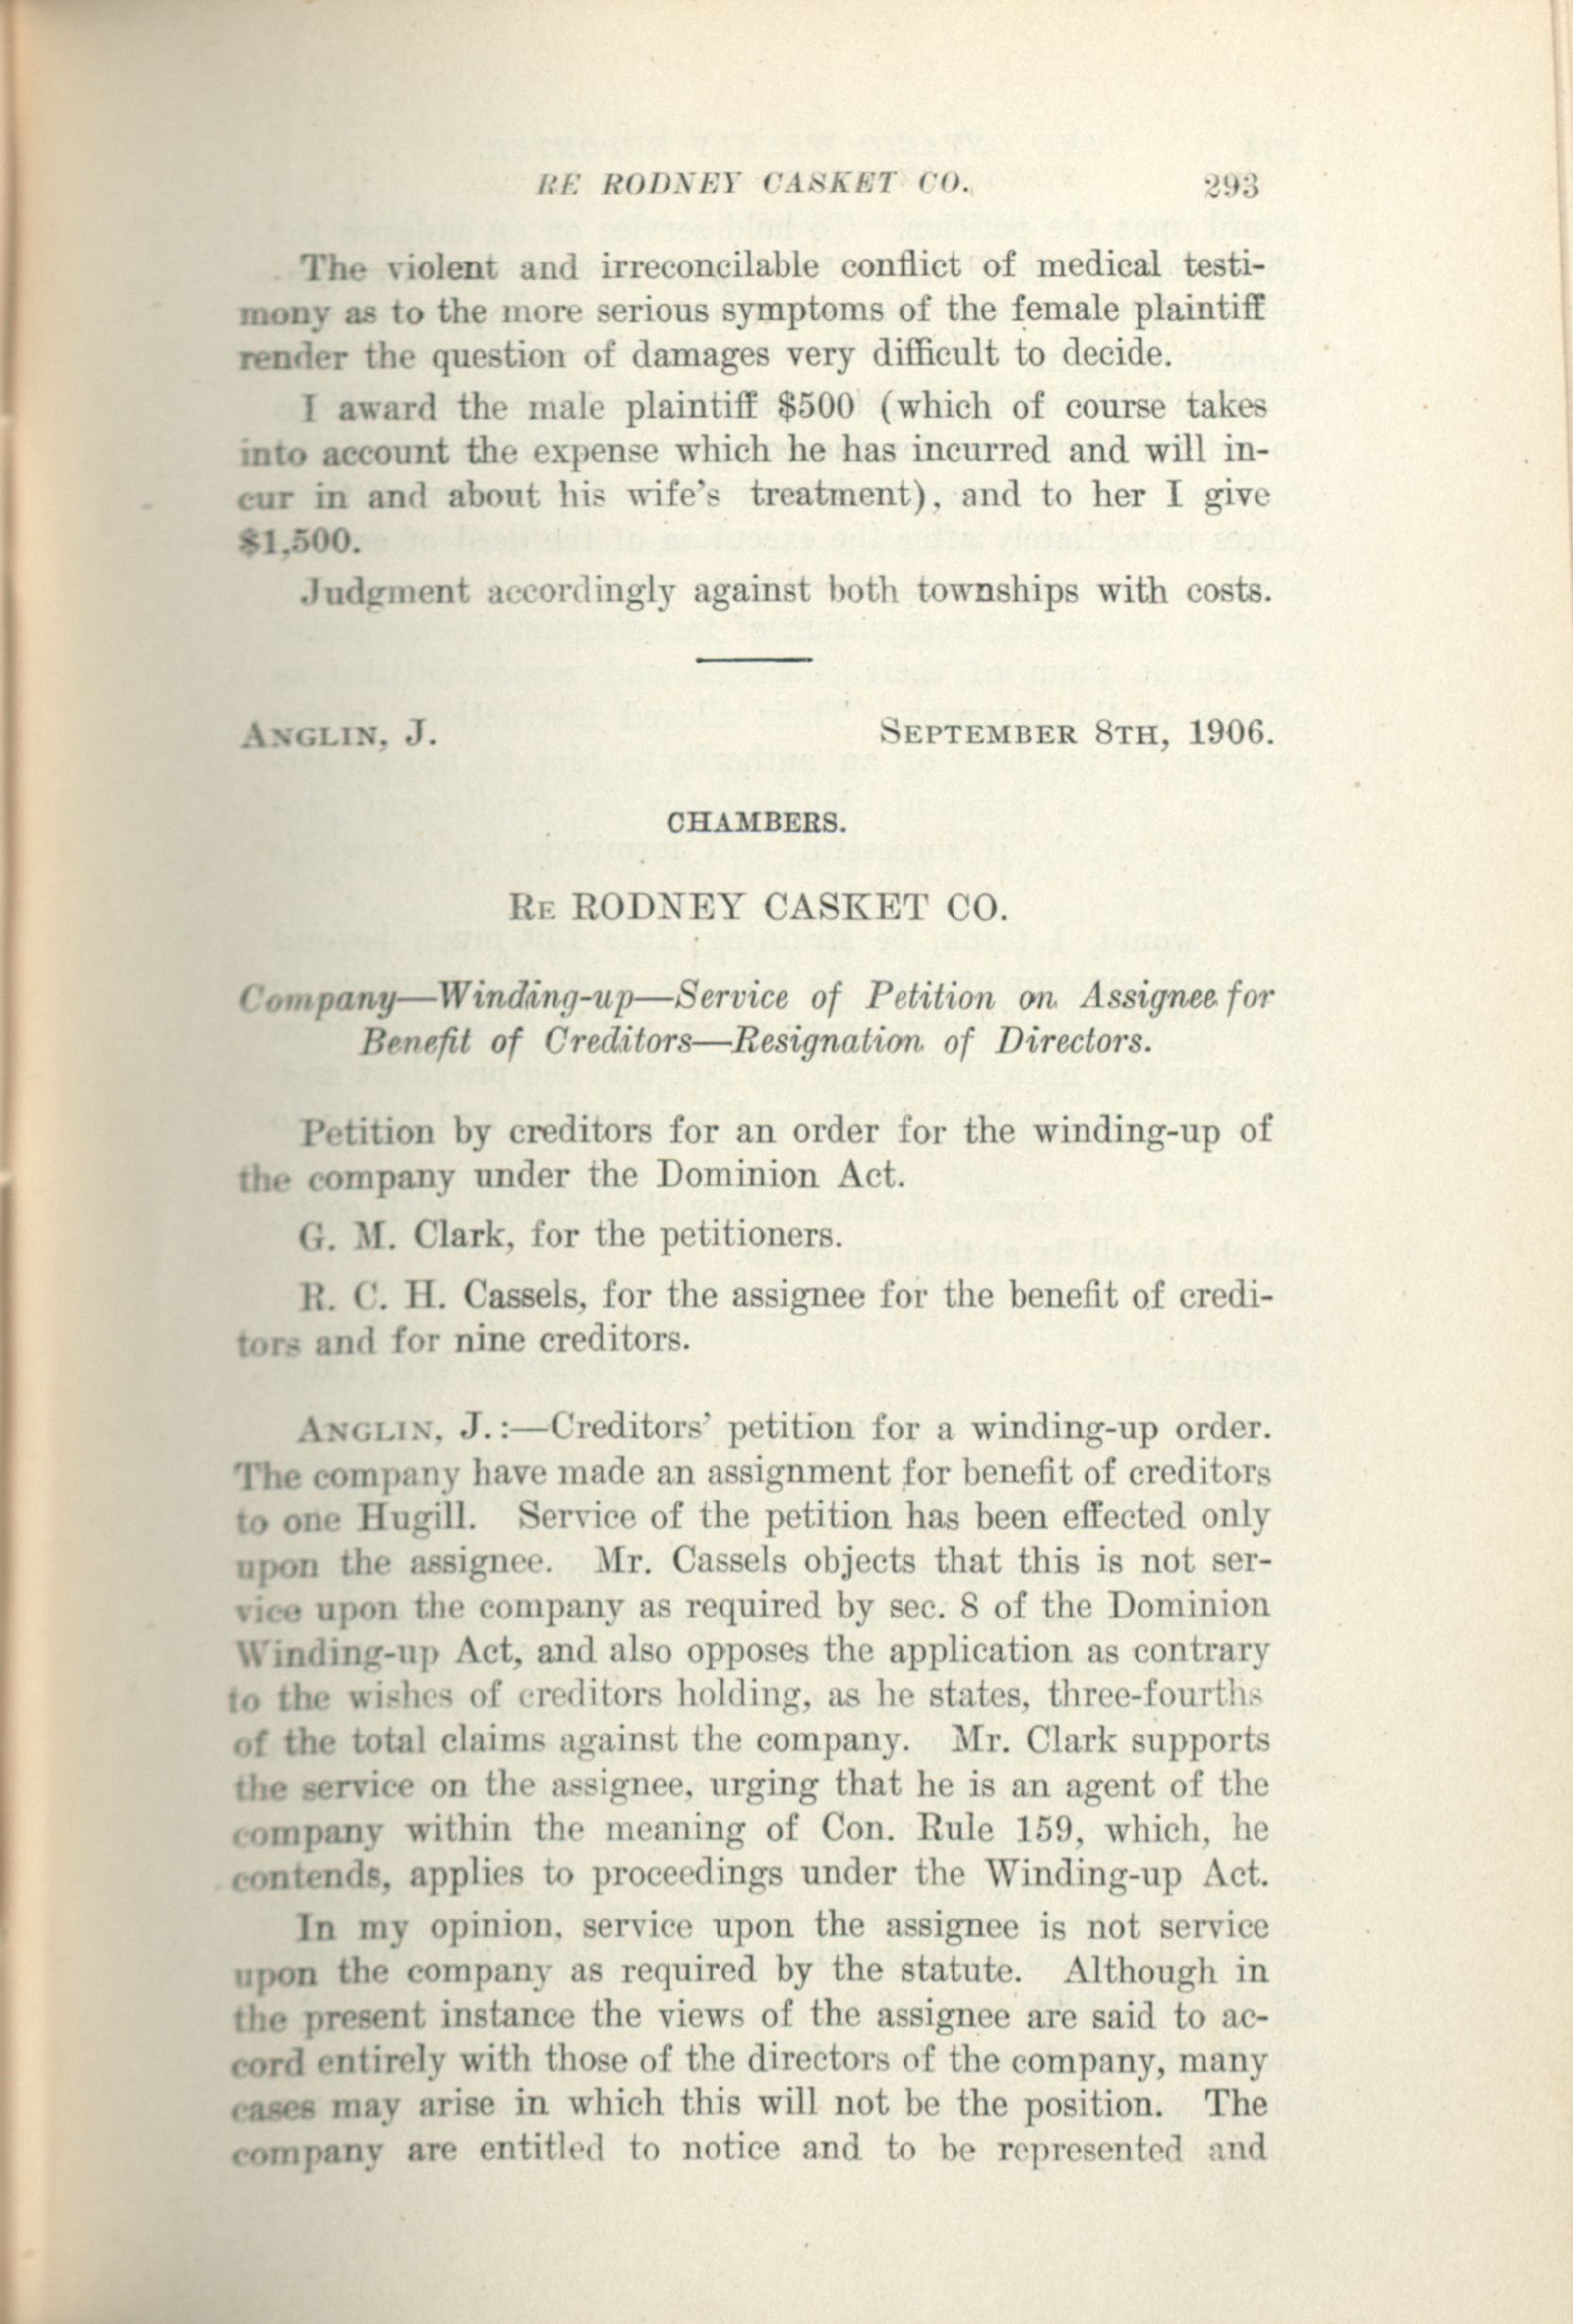 RE RODNEY CASKET CO. 293
The violent and irreconcilable conflict of medical testi-
mony as to the more serious symptoms of the female plaintiff
render the question of damages very difficult to decide.
I award the male plaintiff $500 (which of course takes
into account the expense which he has incurred and will in-
cur in and about his wife's treatment), and to her I give
$1,500.
Judgment accordingly against both townships with costs.
ANGLIN, J. SEPTEMBER 8TH, 1906.
CHAMBERS.
RE RODNEY CASKET CO.
Company—Winding-up—Service of Petition on Assignee for
Benefit of Creditors—Resignation of Directors.
Petition by creditors for an order for the winding-up of
the company under the Dominion Act.
G. M. Clark, for the petitioners.
R. C. H. Cassels, for the assignee for the benefit of credi-
tors and for nine creditors.
ANGLIN, J.:—Creditors' petition for a winding-up order.
The company have made an assignment for benefit of creditors
to one Hugill. Service of the petition has been effected only
upon the assignee. Mr. Cassels objects that this is not ser-
vice upon the company as required by sec. 8 of the Dominion
Winding-up Act, and also opposes the application as contrary
to the wishes of creditors holding, as he states, three-fourths
of the total claims against the company. Mr. Clark supports
the service on the assignee, urging that he is an agent of the
company within the meaning of Con. Rule 159, which, he
contends, applies to proceedings under the Winding-up Act.
In my opinion, service upon the assignee is not service
upon the company as required by the statute. Although in
the present instance the views of the assignee are said to ac-
cord entirely with those of the directors of the company, many
cases may arise in which this will not be the position. The
company are entitled to notice and to be represented and